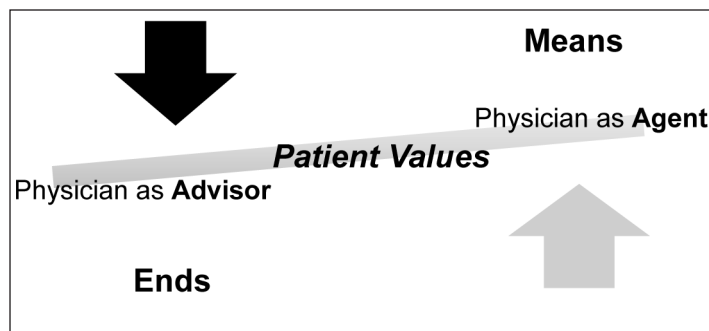 Means
Physician as Agent
Patient Values
Physician as Advisor
Ends